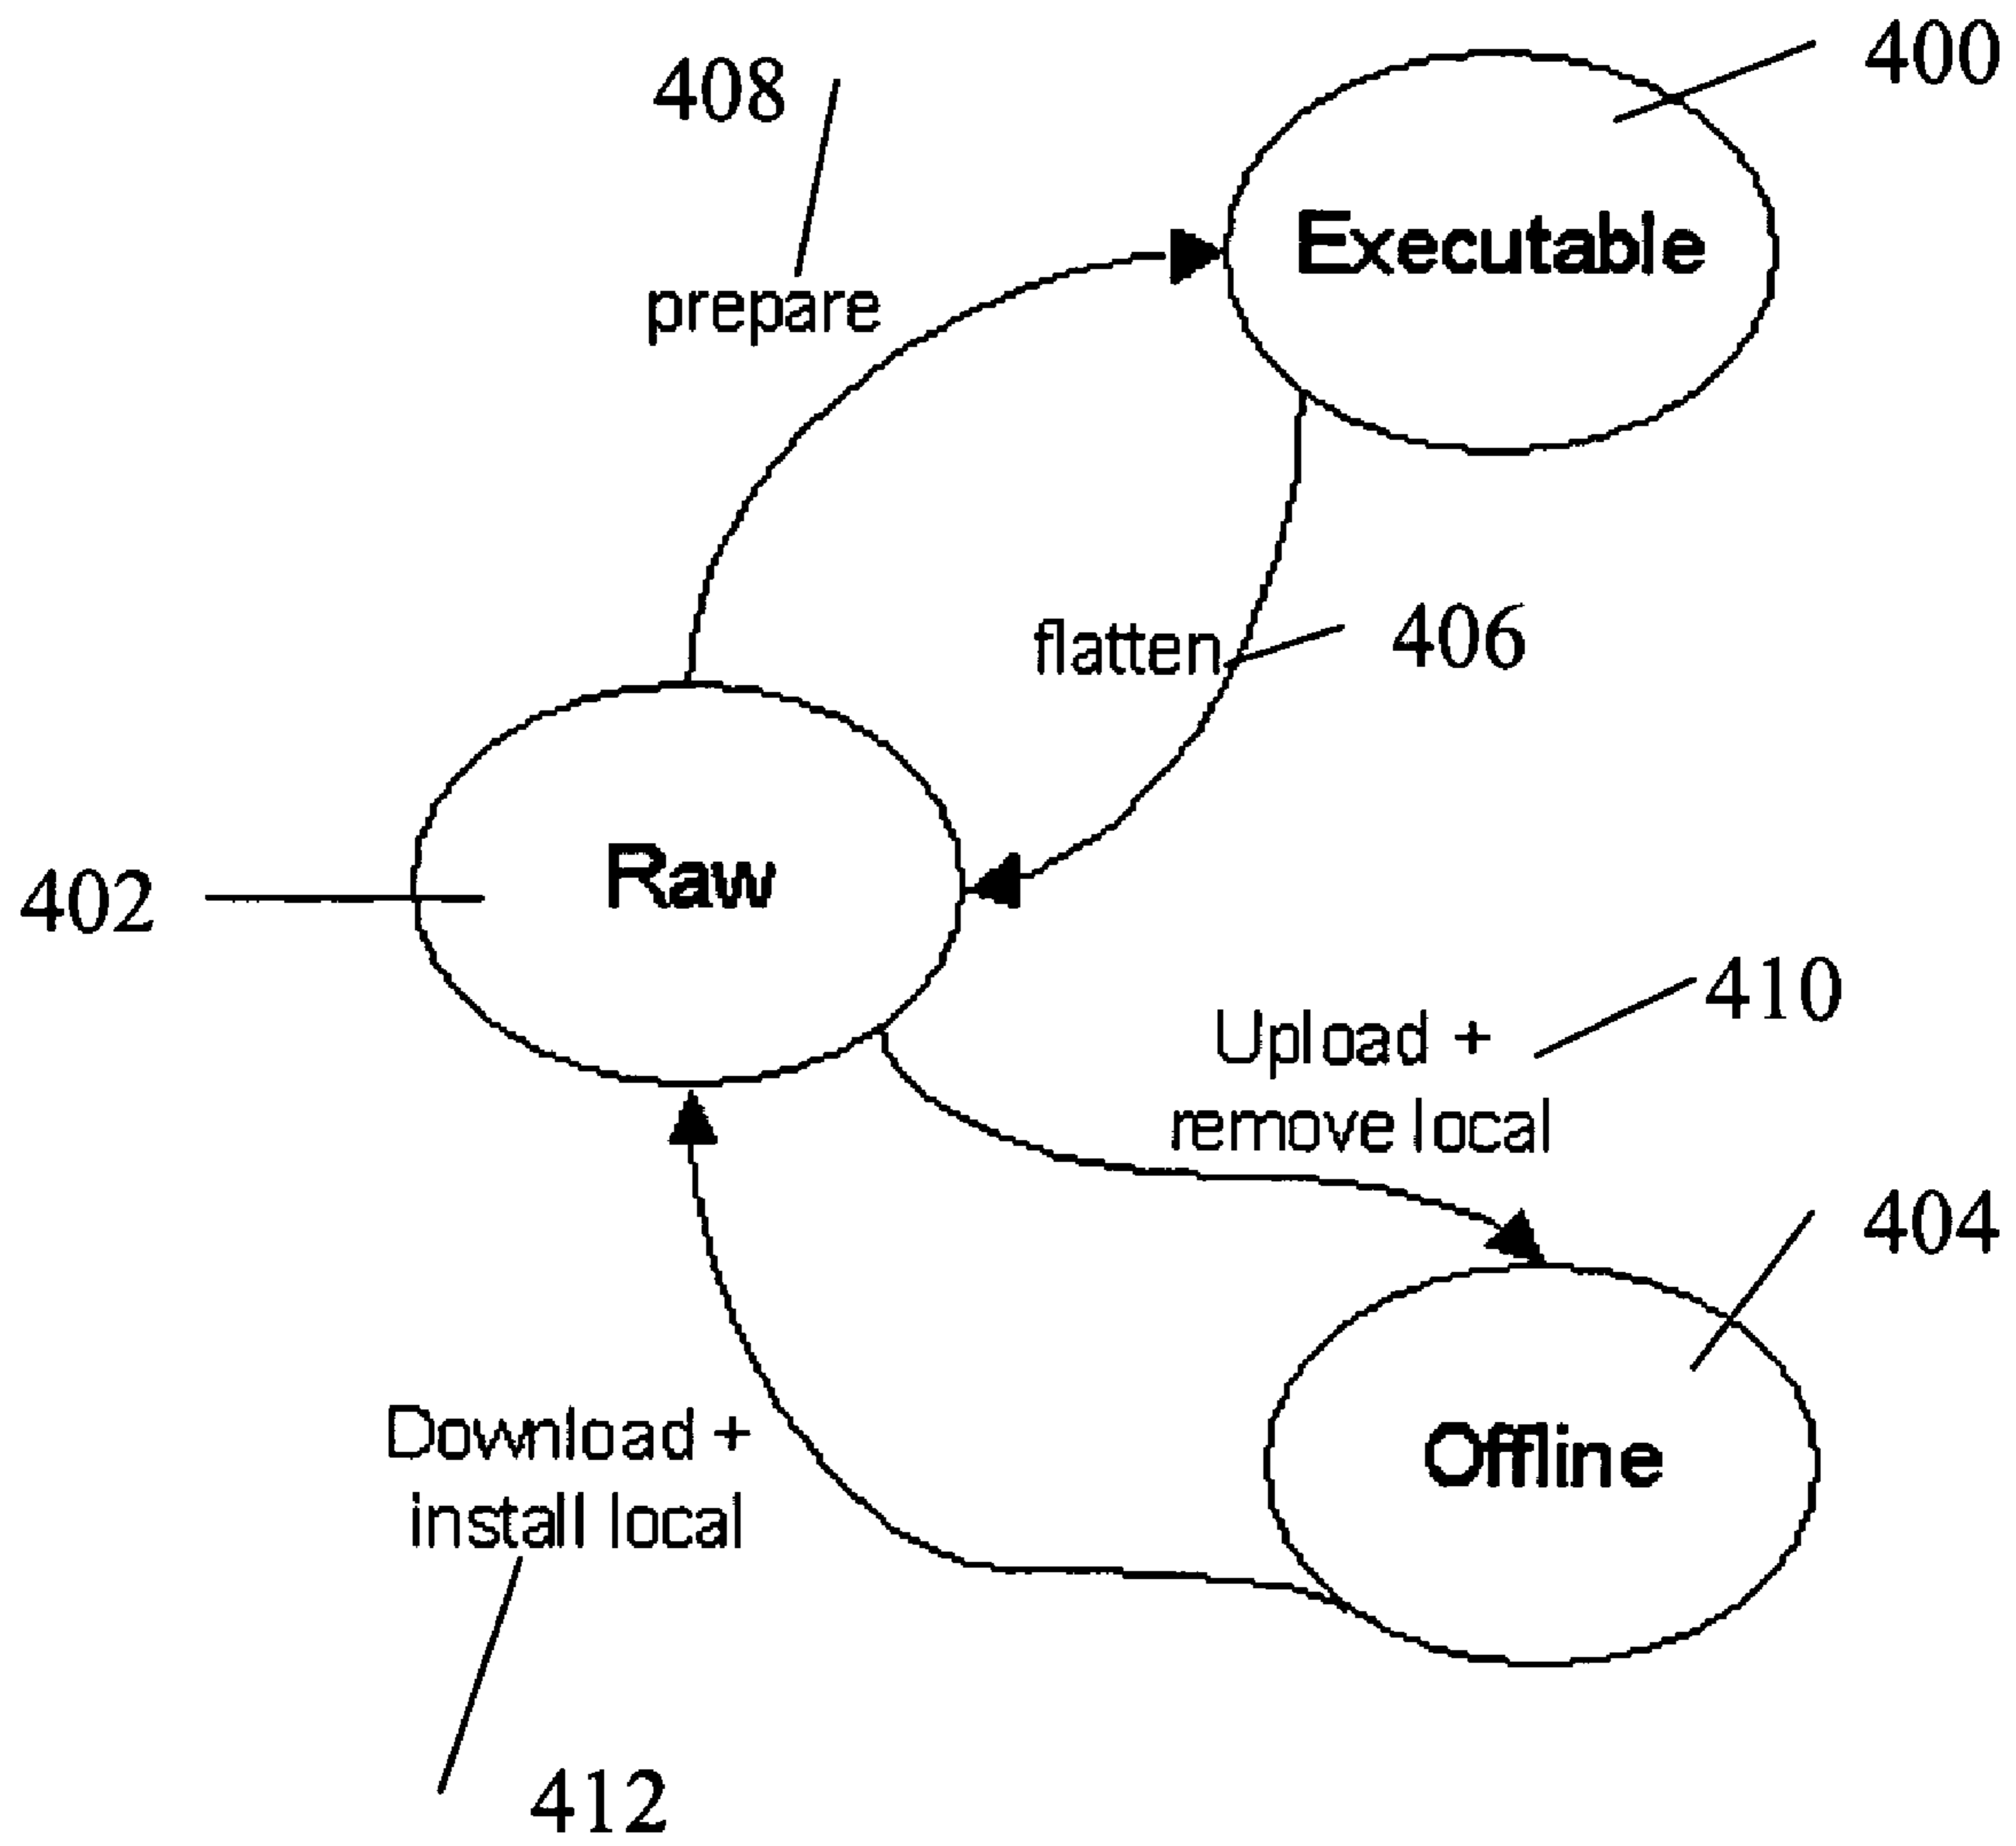 400
408
Executable
prepare
flatten
406
Raw
402
410
Upload +
remove local
404
Download +
install local
Offline
412